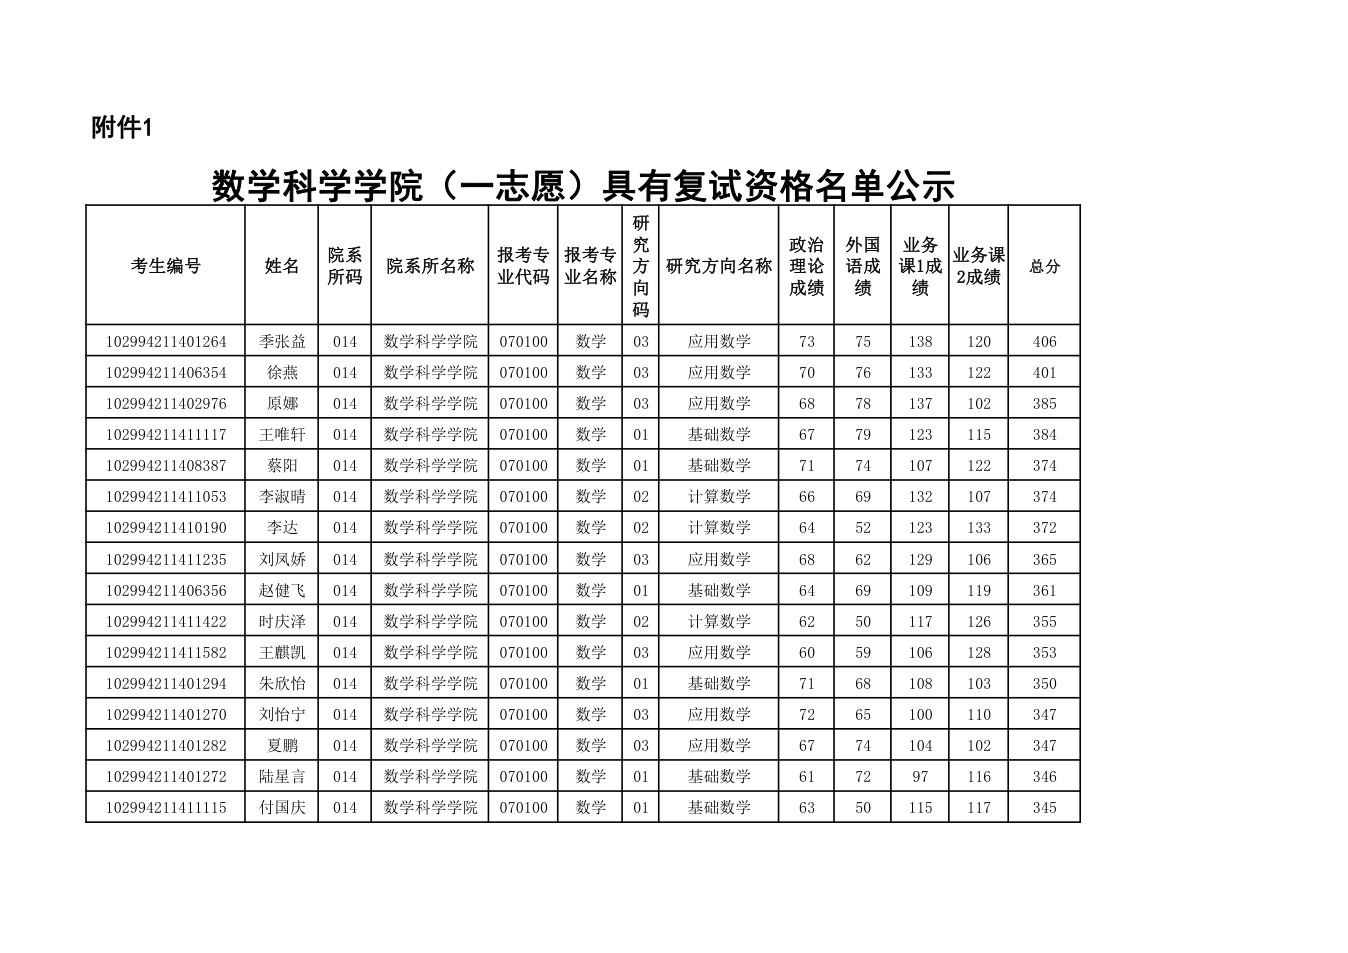 附件1
数学科学学院（一志愿）具有复试资格名单公示
考生编号 姓名 院系所码 院系所名称 报考专业代码 报考专业名称 研究方向码 研究方向名称 政治理论成绩 外国语成绩 业务课1成绩 业务课2成绩 总分
102994211401264 季张益 014 数学科学学院 070100 数学 03 应用数学 73 75 138 120 406
102994211406354 徐燕 014 数学科学学院 070100 数学 03 应用数学 70 76 133 122 401
102994211402976 原娜 014 数学科学学院 070100 数学 03 应用数学 68 78 137 102 385
102994211411117 王唯轩 014 数学科学学院 070100 数学 01 基础数学 67 79 123 115 384
102994211408387 蔡阳 014 数学科学学院 070100 数学 01 基础数学 71 74 107 122 374
102994211411053 李淑晴 014 数学科学学院 070100 数学 02 计算数学 66 69 132 107 374
102994211410190 李达 014 数学科学学院 070100 数学 02 计算数学 64 52 123 133 372
102994211411235 刘凤娇 014 数学科学学院 070100 数学 03 应用数学 68 62 129 106 365
102994211406356 赵健飞 014 数学科学学院 070100 数学 01 基础数学 64 69 109 119 361
102994211411422 时庆泽 014 数学科学学院 070100 数学 02 计算数学 62 50 117 126 355
102994211411582 王麒凯 014 数学科学学院 070100 数学 03 应用数学 60 59 106 128 353
102994211401294 朱欣怡 014 数学科学学院 070100 数学 01 基础数学 71 68 108 103 350
102994211401270 刘怡宁 014 数学科学学院 070100 数学 03 应用数学 72 65 100 110 347
102994211401282 夏鹏 014 数学科学学院 070100 数学 03 应用数学 67 74 104 102 347
102994211401272 陆星言 014 数学科学学院 070100 数学 01 基础数学 61 72 97 116 346
102994211411115 付国庆 014 数学科学学院 070100 数学 01 基础数学 63 50 115 117 345